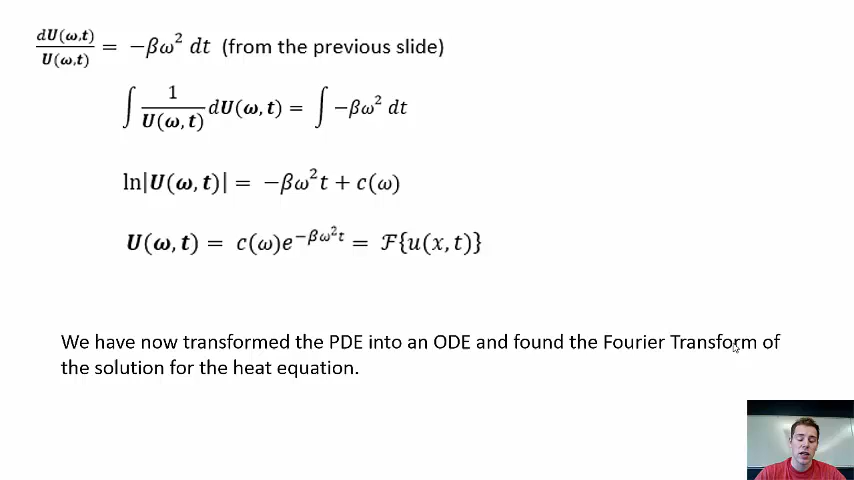 dU(ω,t)/U(ω,t) = −βω² dt (from the previous slide)
∫ 1/U(ω,t) dU(ω,t) = ∫ −βω² dt
ln|U(ω,t)| = −βω²t + c(ω)
U(ω,t) = c(ω)e^{−βω²t} = ℱ{u(x,t)}
We have now transformed the PDE into an ODE and found the Fourier Transform of
the solution for the heat equation.